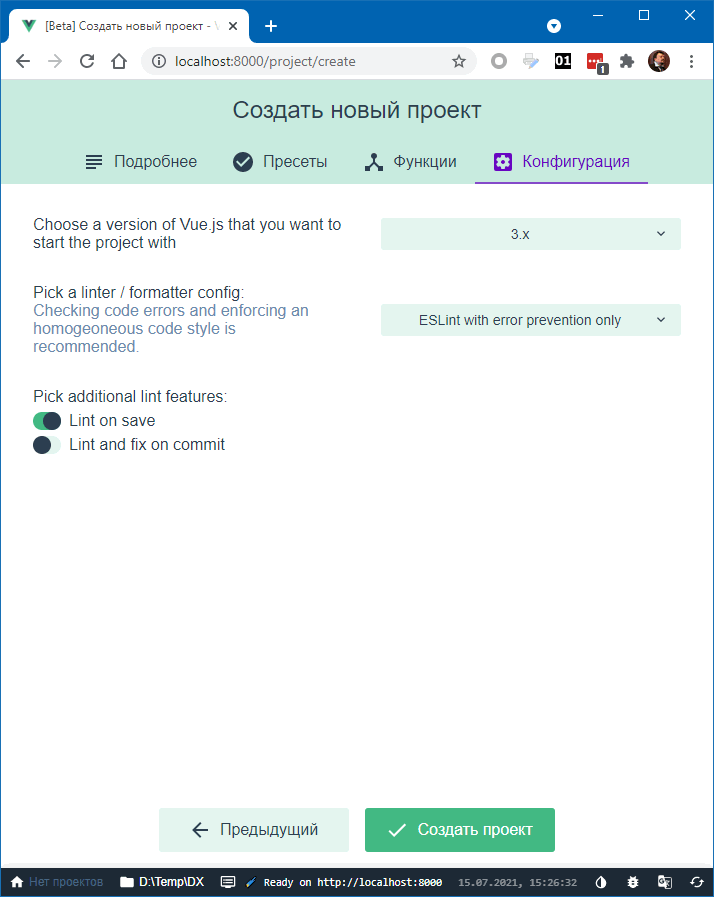 [Beta] Создать новый проект -
localhost:8000/project/create
01
1
Создать новый проект
Подробнее
Пресеты
Функции
Конфигурация
Choose a version of Vue.js that you want to
start the project with
3.x
Pick a linter / formatter config:
Checking code errors and enforcing an
homogeoneous code style is
recommended.
ESLint with error prevention only
Pick additional lint features:
Lint on save
Lint and fix on commit
Предыдущий
Создать проект
Нет проектов
D:\Temp\DX
Ready on http://localhost:8000
15.07.2021, 15:26:32